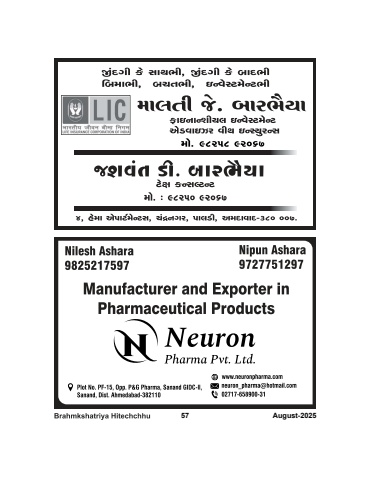 જીંદગી કે સાથભી, જીંદગી કે બાદભી
બિમાભી, બચતભી, ઇન્વેસ્ટમેન્ટભી
LIC
भारतीय जीवन बीमा निगम
LIFE INSURANCE CORPORATION OF INDIA
માલતી જે. બારભૈયા
ફાઇનાન્શીયલ ઇન્વેસ્ટમેન્ટ
એડવાઇઝર વીથ ઇન્સ્યુરન્સ
મો. ૯૮૨૫૮ ૯૨૦૬૭
જશવંત ડી. બારભૈયા
ટેક્ષ કન્સલ્ટન્ટ
મો. : ૯૮૨૫૦ ૯૨૦૬૭
૪, હેમા એપાર્ટમેન્ટસ, ચંદ્રનગર, પાલડી, અમદાવાદ-૩૮૦ ૦૦૭.
Nilesh Ashara
9825217597
Nipun Ashara
9727751297
Manufacturer and Exporter in
Pharmaceutical Products
N Neuron
Pharma Pvt. Ltd.
www.neuronpharma.com
Plot No. PF-15, Opp. P&G Pharma, Sanand GIDC-II,
Sanand, Dist. Ahmedabad-382110
neuron_pharma@hotmail.com
02717-658900-31
Brahmkshatriya Hitechchhu 57 August-2025